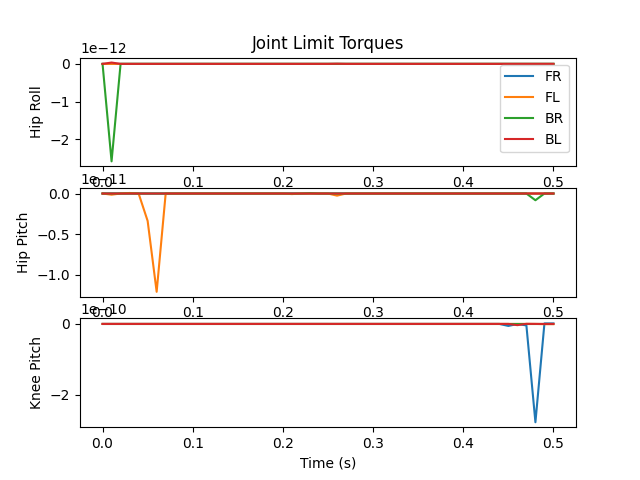 Joint Limit Torques
1e−12
0
−1
−2
Hip Roll
FR
FL
BR
BL
0.0 0.1 0.2 0.3 0.4 0.5
1e−11
0.0
−0.5
−1.0
Hip Pitch
0.0 0.1 0.2 0.3 0.4 0.5
1e−10
0
−2
Knee Pitch
0.0 0.1 0.2 0.3 0.4 0.5
Time (s)